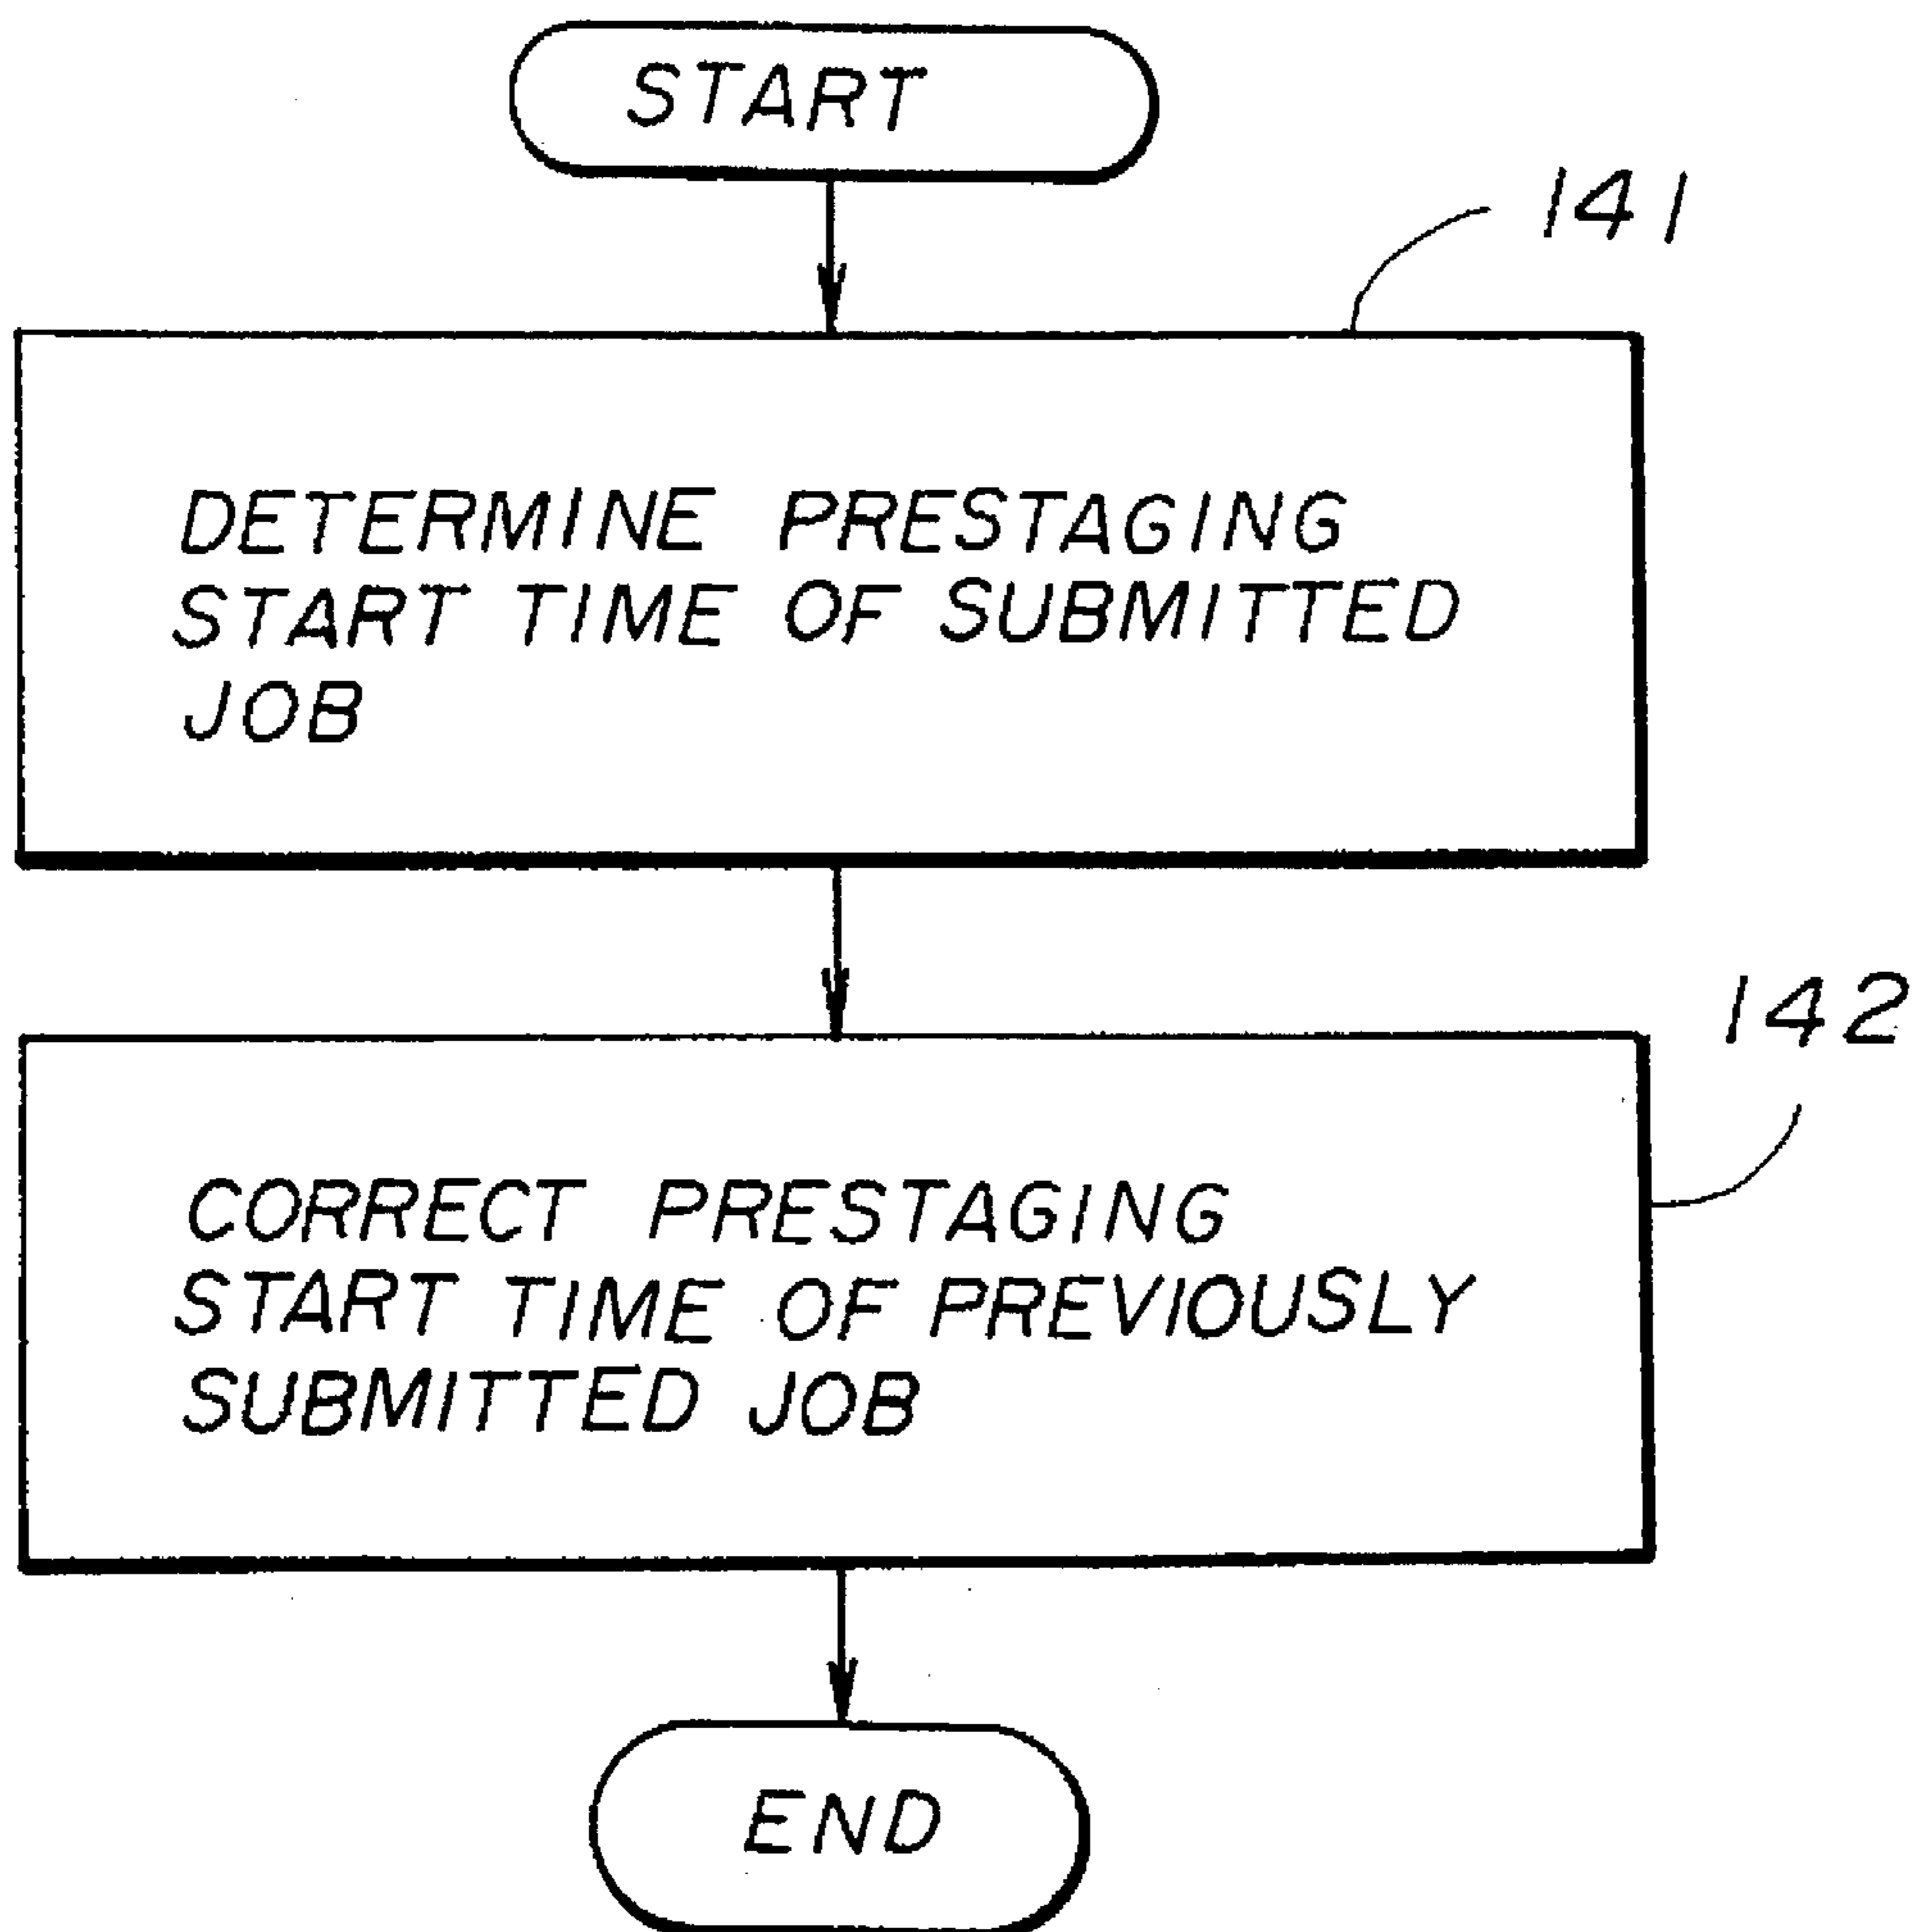 START
141
DETERMINE PRESTAGING
START TIME OF SUBMITTED
JOB
142
CORRECT PRESTAGING
START TIME OF PREVIOUSLY
SUBMITTED JOB
END